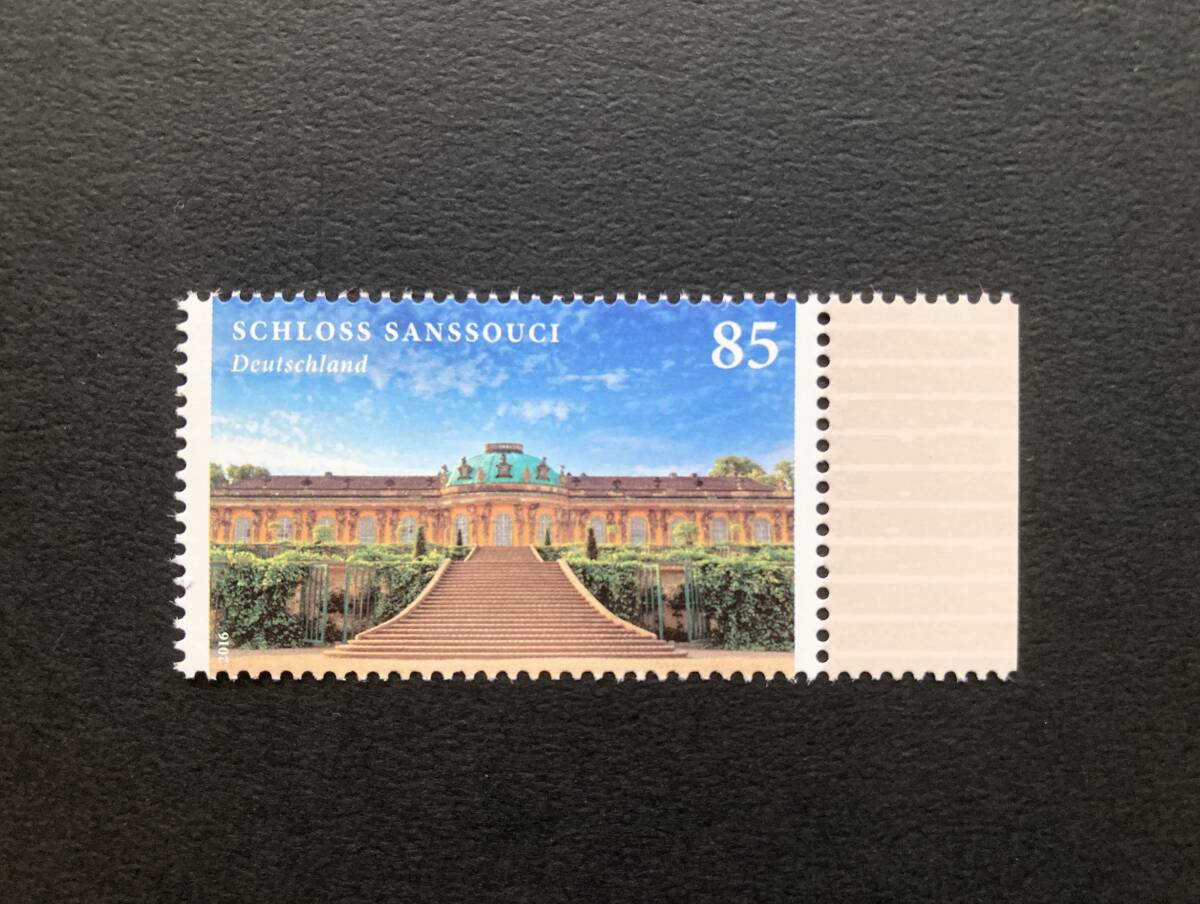 SCHLOSS SANSSOUCI
Deutschland
85
2016